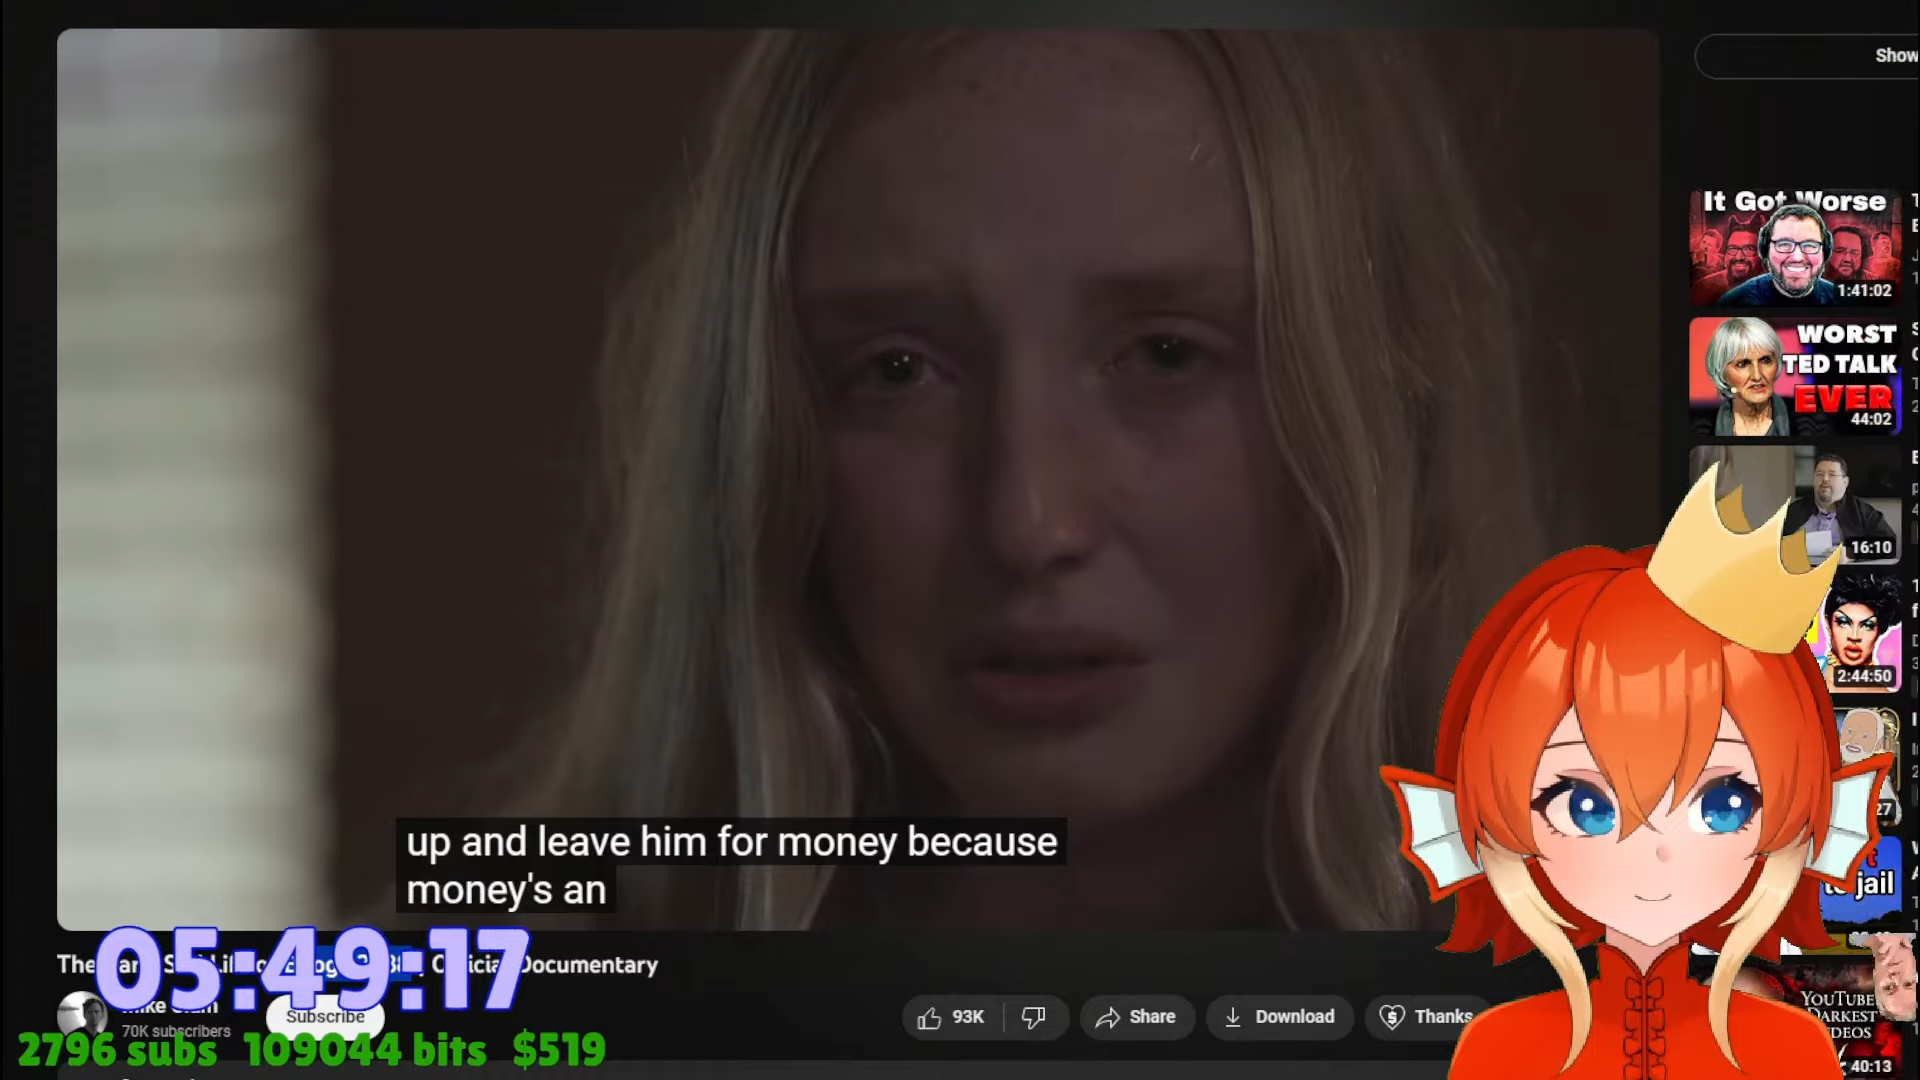 Show
It Got Worse
1:41:02
WORST
TED TALK
EVER
44:02
16:10
2:44:50
27
jail
up and leave him for money because
money's an
05:49:17
Documentary
70K subscribers
Subscribe
93K
Share
Download
Thanks
2796 subs 109044 bits $519
YOUTUBE
DARKEST
40:13